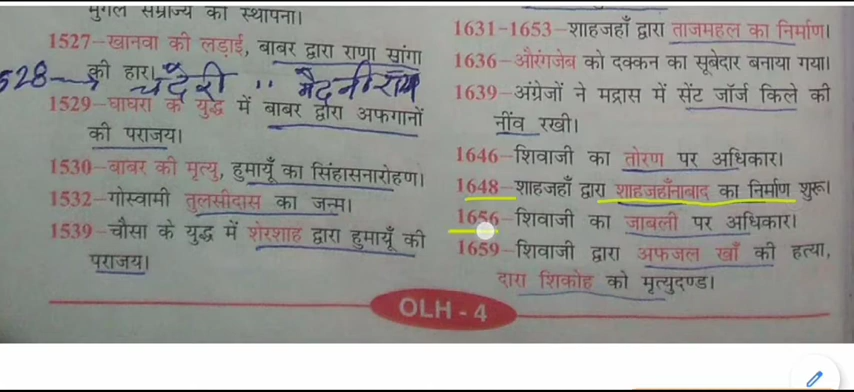 मुगल साम्राज्य की स्थापना।
1527–खानवा की लड़ाई, बाबर द्वारा राणा सांगा
की हार।
528 → चंदेरी '' मैदनीराय
1529–घाघरा के युद्ध में बाबर द्वारा अफगानों
की पराजय।
1530–बाबर की मृत्यु, हुमायूँ का सिंहासनारोहण।
1532–गोस्वामी तुलसीदास का जन्म।
1539–चौसा के युद्ध में शेरशाह द्वारा हुमायूँ की
पराजय।
1631-1653–शाहजहाँ द्वारा ताजमहल का निर्माण।
1636–औरंगजेब को दक्कन का सूबेदार बनाया गया।
1639–अंग्रेजों ने मद्रास में सेंट जॉर्ज किले की
नींव रखी।
1646–शिवाजी का तोरण पर अधिकार।
1648–शाहजहाँ द्वारा शाहजहाँनाबाद का निर्माण शुरू।
1656–शिवाजी का जाबली पर अधिकार।
1659–शिवाजी द्वारा अफजल खाँ की हत्या,
दारा शिकोह को मृत्युदण्ड।
OLH - 4